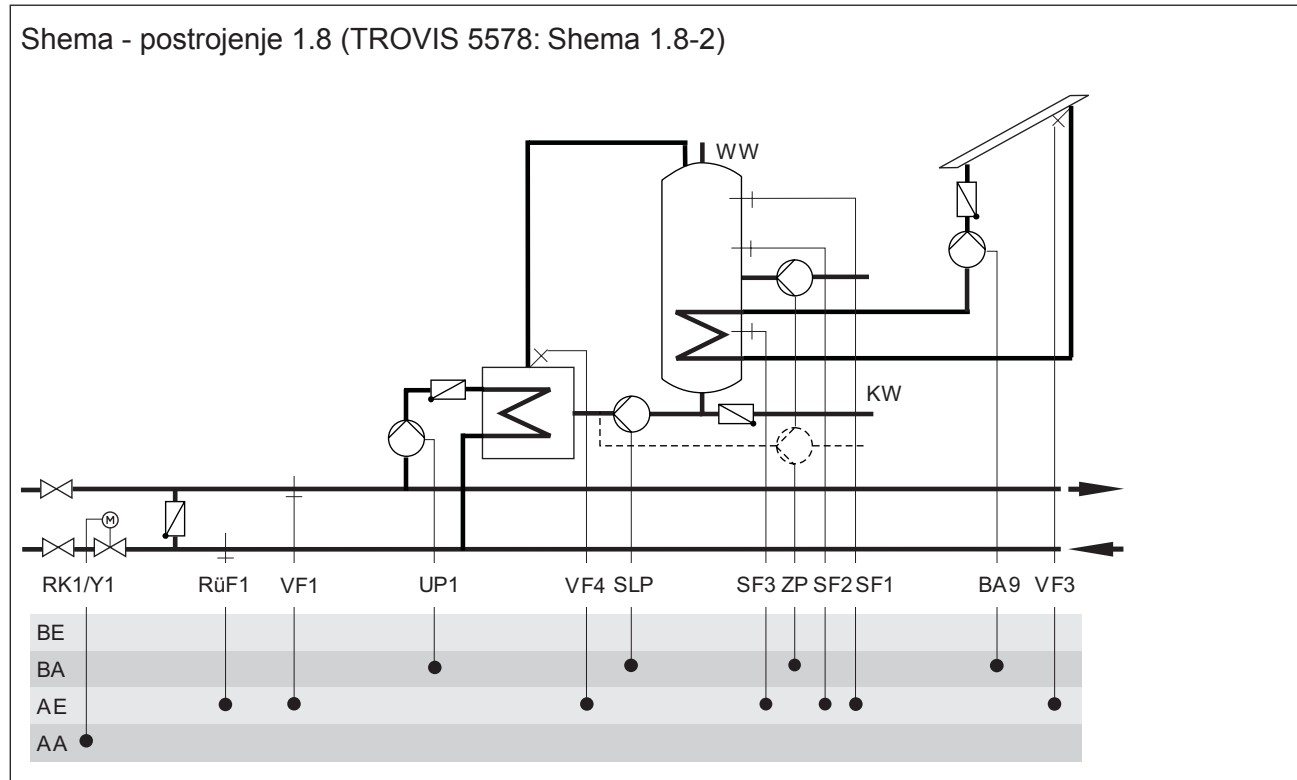 Shema - postrojenje 1.8 (TROVIS 5578: Shema 1.8-2)
WW
KW
M
RK1/Y1 RüF1 VF1 UP1 VF4 SLP SF3 ZP SF2 SF1 BA9 VF3
BE
BA
AE
AA